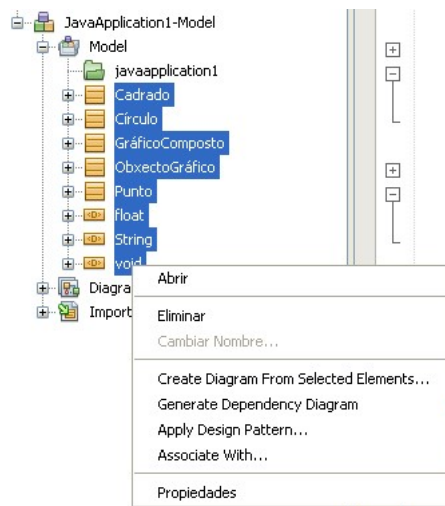 JavaApplication1-Model
Model
javaapplication1
Cadrado
Círculo
GráficoComposto
ObxectoGráfico
Punto
<D> float
<D> String
<D> void
Diagra
Import
Abrir
Eliminar
Cambiar Nombre...
Create Diagram From Selected Elements...
Generate Dependency Diagram
Apply Design Pattern...
Associate With...
Propiedades